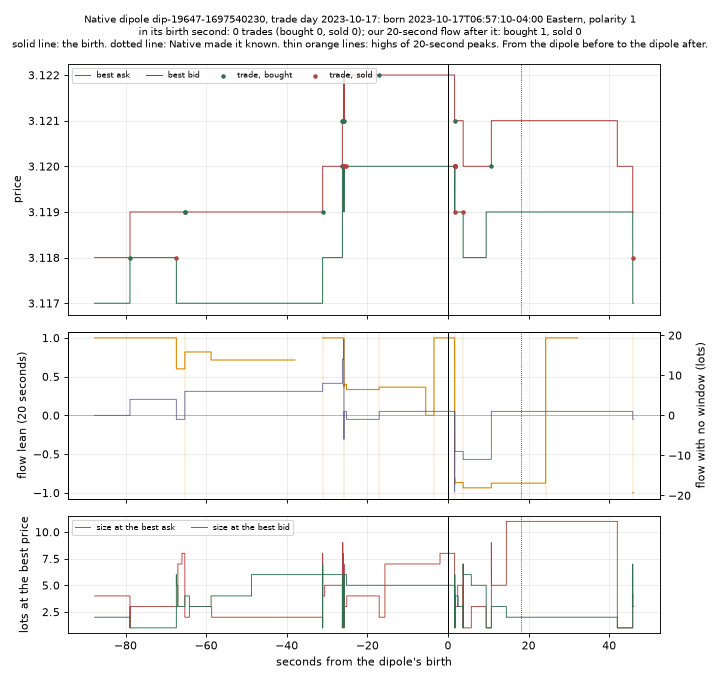 Native dipole dip-19647-1697540230, trade day 2023-10-17: born 2023-10-17T06:57:10-04:00 Eastern, polarity 1
in its birth second: 0 trades (bought 0, sold 0); our 20-second flow after it: bought 1, sold 0
solid line: the birth. dotted line: Native made it known. thin orange lines: highs of 20-second peaks. From the dipole before to the dipole after.
best ask
best bid
trade, bought
trade, sold
3.122
3.121
3.120
3.119
3.118
3.117
price
1.0
0.5
0.0
−0.5
−1.0
flow lean (20 seconds)
20
10
0
−10
−20
flow with no window (lots)
size at the best ask
size at the best bid
10.0
7.5
5.0
2.5
lots at the best price
−80
−60
−40
−20
0
20
40
seconds from the dipole's birth